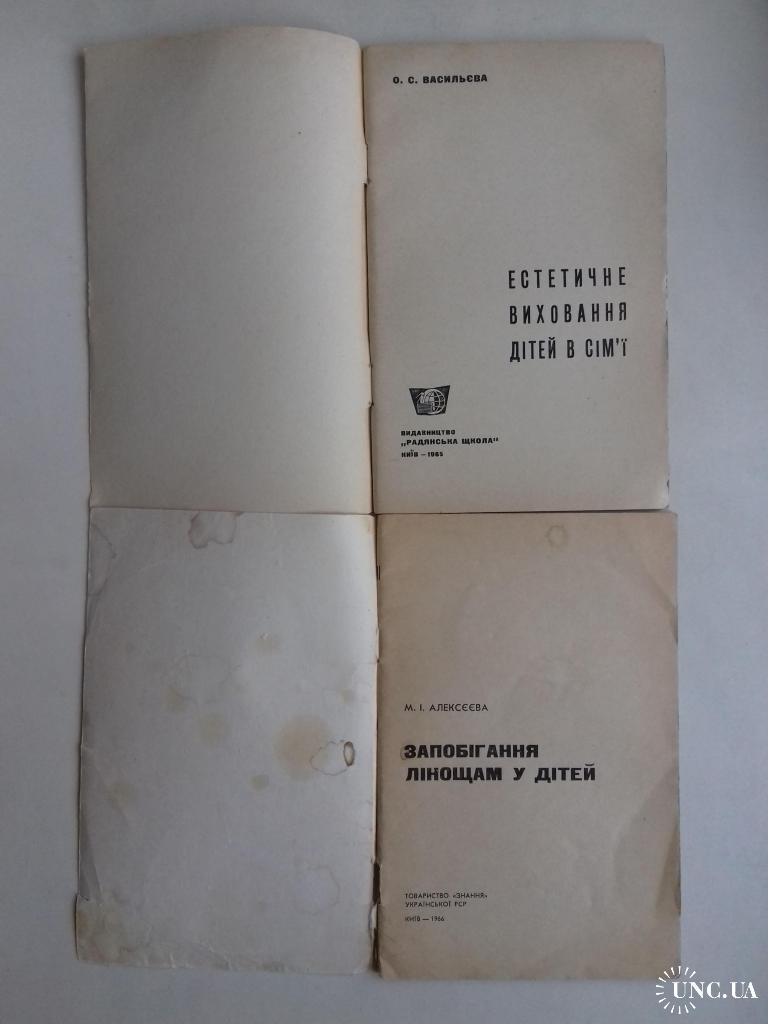 О. С. ВАСИЛЬЄВА
ЕСТЕТИЧНЕ
ВИХОВАННЯ
ДІТЕЙ В СІМ'Ї
ВИДАВНИЦТВО
„РАДЯНСЬКА ШКОЛА"
КИЇВ — 1965
М. І. АЛЕКСЄЄВА
ЗАПОБІГАННЯ
ЛІНОЩАМ У ДІТЕЙ
ТОВАРИСТВО «ЗНАННЯ»
УКРАЇНСЬКОЇ РСР
КИЇВ — 1966
UNC.UA